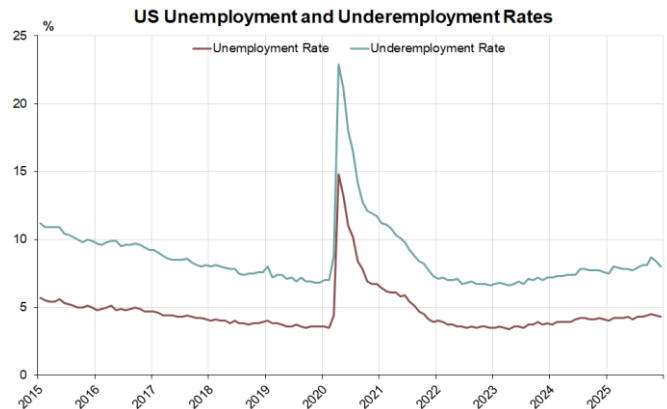 US Unemployment and Underemployment Rates
%
Unemployment Rate Underemployment Rate
25
20
15
10
5
0
2015 2016 2017 2018 2019 2020 2021 2022 2023 2024 2025